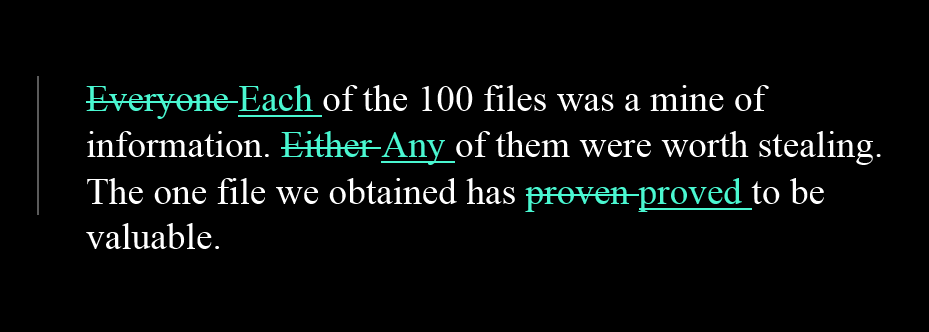 Everyone Each of the 100 files was a mine of
information. Either Any of them were worth stealing.
The one file we obtained has proven proved to be
valuable.